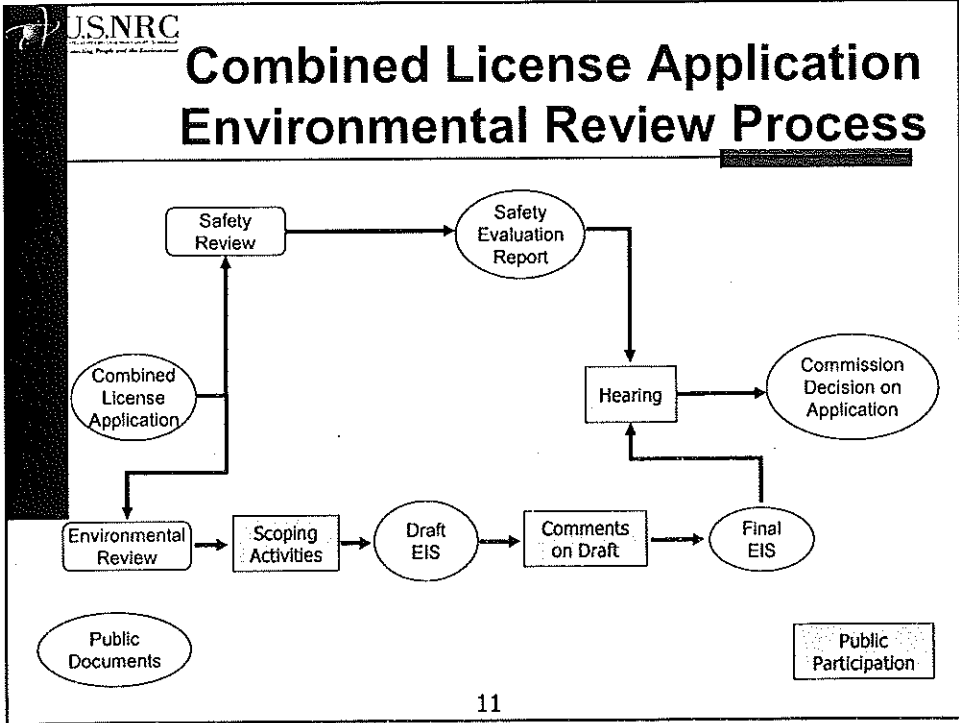 U.S.NRC
Combined License Application
Environmental Review Process
Safety
Review
Safety
Evaluation
Report
Combined
License
Application
Hearing
Commission
Decision on
Application
Environmental
Review
Scoping
Activities
Draft
EIS
Comments
on Draft
Final
EIS
Public
Documents
Public
Participation
11